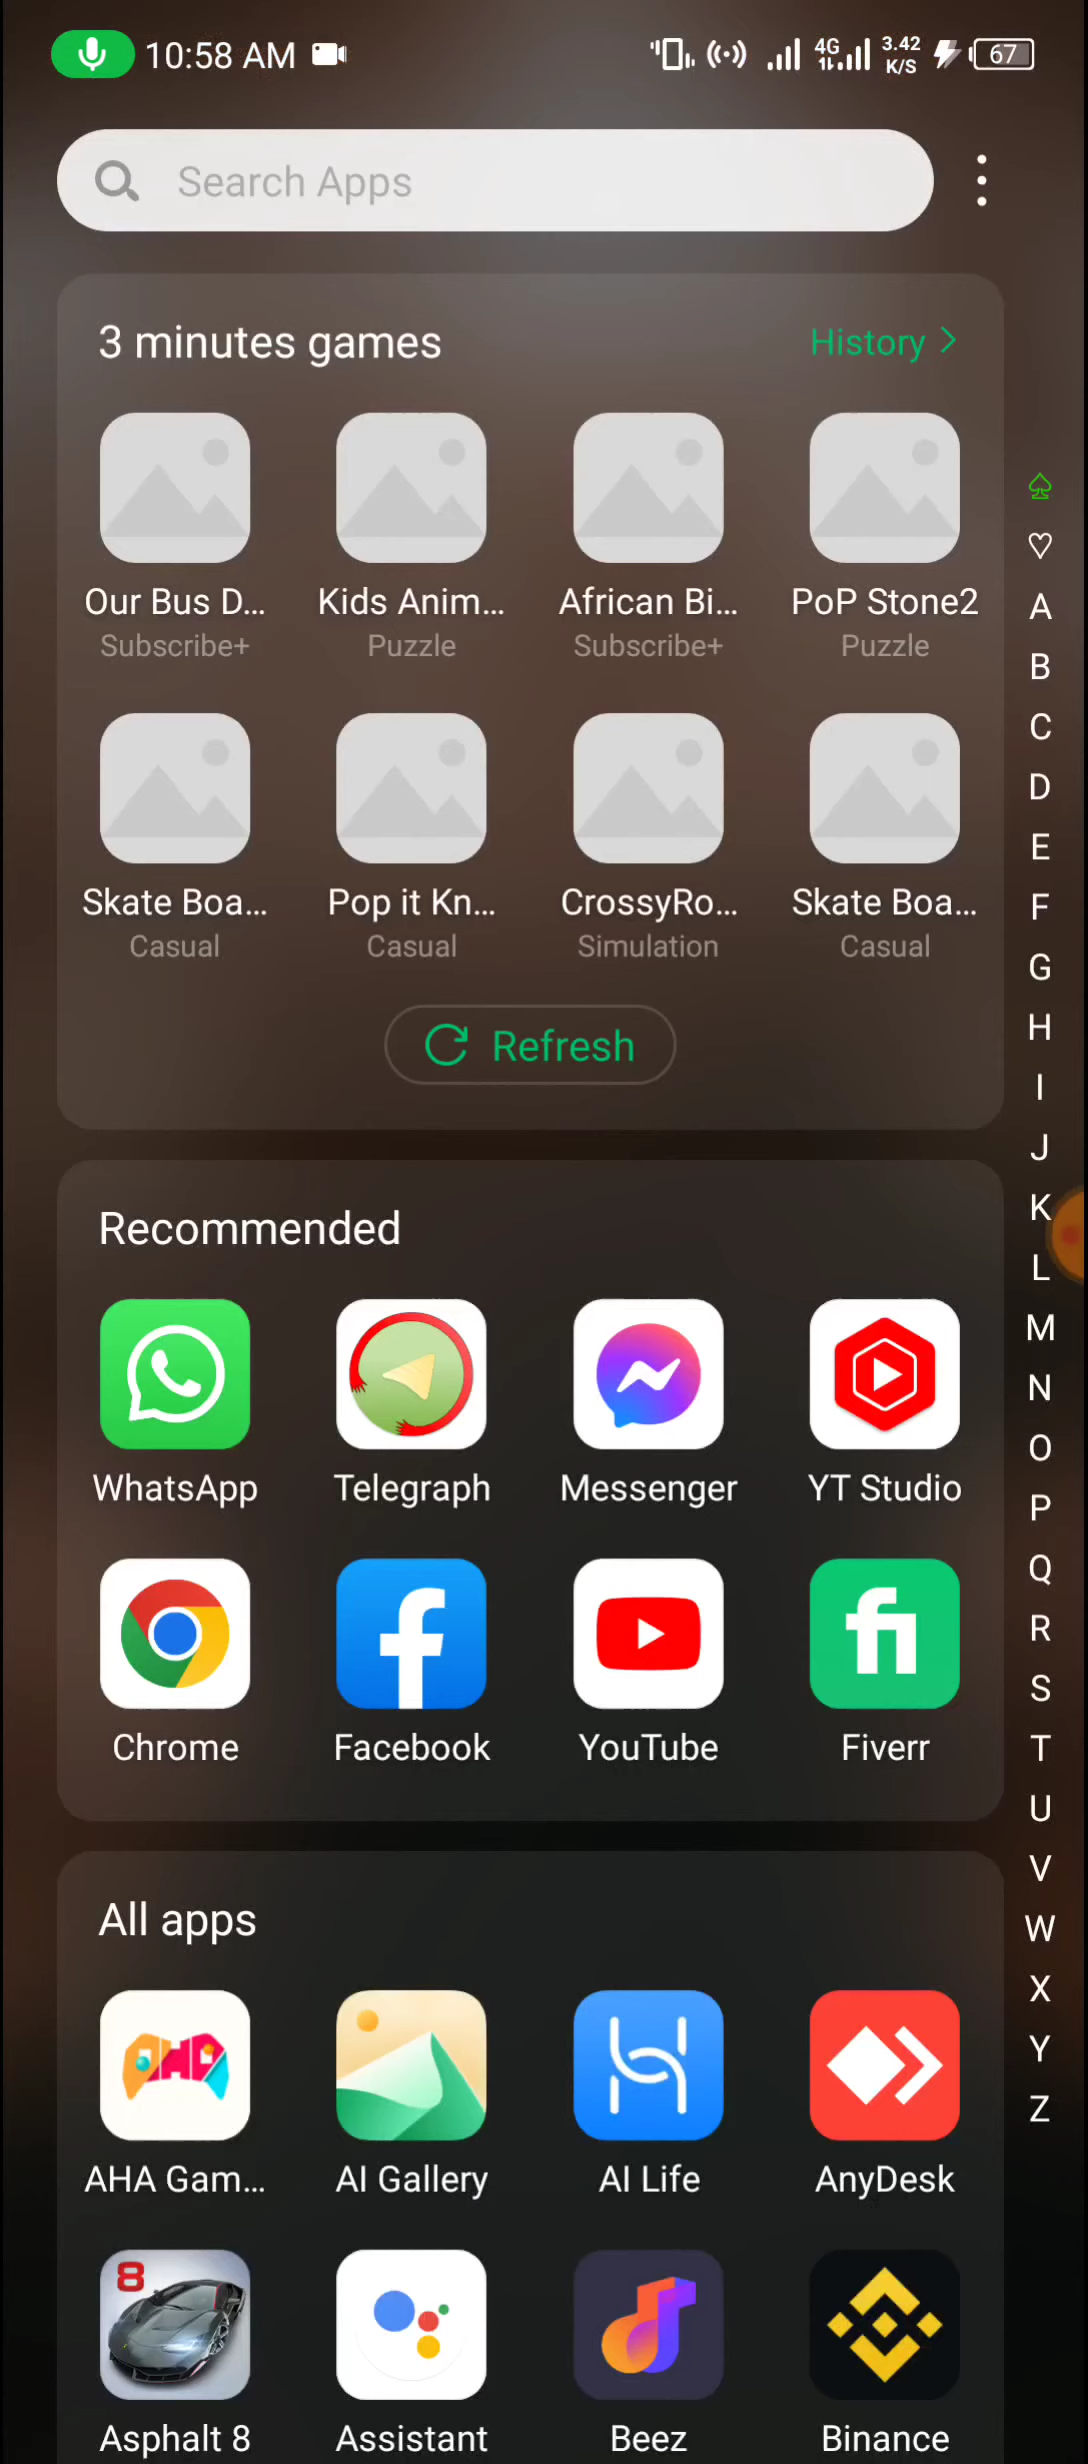 10:58 AM
4G
3.42
K/S
67
Search Apps
3 minutes games
History
Our Bus D...
Kids Anim...
African Bi...
PoP Stone2
Subscribe+
Puzzle
Subscribe+
Puzzle
Skate Boa...
Pop it Kn...
CrossyRo...
Skate Boa...
Casual
Casual
Simulation
Casual
Refresh
Recommended
WhatsApp
Telegraph
Messenger
YT Studio
Chrome
Facebook
YouTube
Fiverr
All apps
AHA
AHA Gam...
AI Gallery
AI Life
AnyDesk
8
Asphalt 8
Assistant
Beez
Binance
A
B
C
D
E
F
G
H
I
J
K
L
M
N
O
P
Q
R
S
T
U
V
W
X
Y
Z